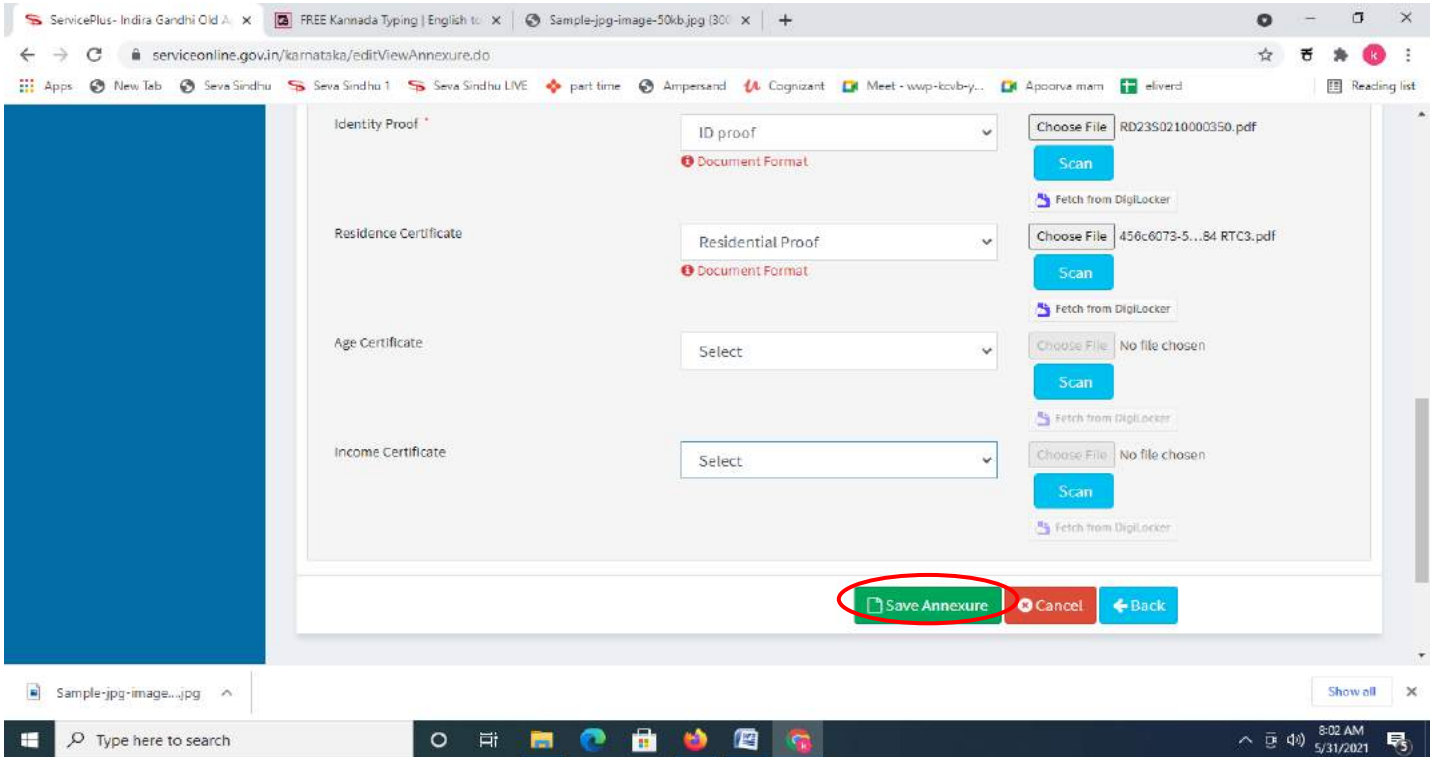 ServicePlus- Indira Gandhi Old A
FREE Kannada Typing | English to
Sample-jpg-image-50kb.jpg (300
serviceonline.gov.in/karnataka/editViewAnnexure.do
Apps New Tab Seva Sindhu Seva Sindhu 1 Seva Sindhu LIVE part time Ampersand Cognizant Meet - wwp-kcvb-y... Apoorva mam eliverd Reading list
Identity Proof *
ID proof
Choose File RD23S0210000350.pdf
Document Format
Scan
Fetch from DigiLocker
Residence Certificate
Residential Proof
Choose File 456c6073-5...84 RTC3.pdf
Document Format
Scan
Fetch from DigiLocker
Age Certificate
Select
Choose File No file chosen
Scan
Fetch from DigiLocker
Income Certificate
Select
Choose File No file chosen
Scan
Fetch from DigiLocker
Save Annexure Cancel Back
Sample-jpg-image....jpg
Show all
Type here to search
8:02 AM
5/31/2021